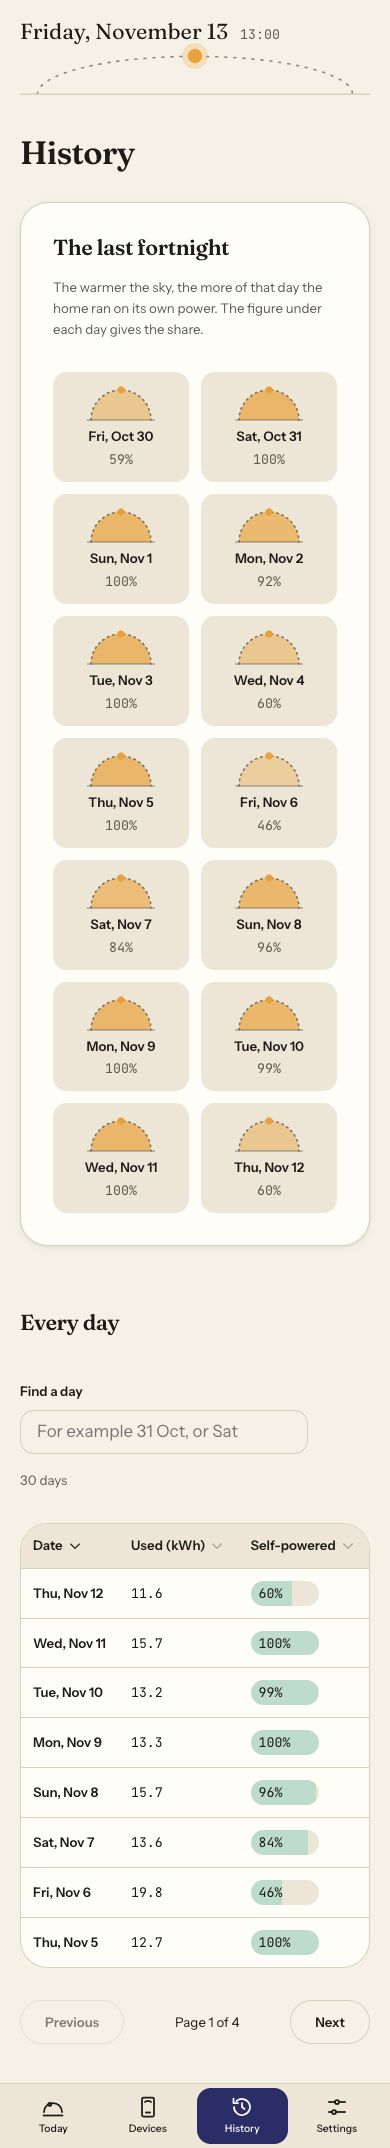 Friday, November 13 13:00
History
The last fortnight
The warmer the sky, the more of that day the
home ran on its own power. The figure under
each day gives the share.
Fri, Oct 30
59%
Sat, Oct 31
100%
Sun, Nov 1
100%
Mon, Nov 2
92%
Tue, Nov 3
100%
Wed, Nov 4
60%
Thu, Nov 5
100%
Fri, Nov 6
46%
Sat, Nov 7
84%
Sun, Nov 8
96%
Mon, Nov 9
100%
Tue, Nov 10
99%
Wed, Nov 11
100%
Thu, Nov 12
60%
Every day
Find a day
For example 31 Oct, or Sat
30 days
Date Used (kWh) Self-powered
Thu, Nov 12 11.6 60%
Wed, Nov 11 15.7 100%
Tue, Nov 10 13.2 99%
Mon, Nov 9 13.3 100%
Sun, Nov 8 15.7 96%
Sat, Nov 7 13.6 84%
Fri, Nov 6 19.8 46%
Thu, Nov 5 12.7 100%
Previous Page 1 of 4 Next
Today Devices History Settings